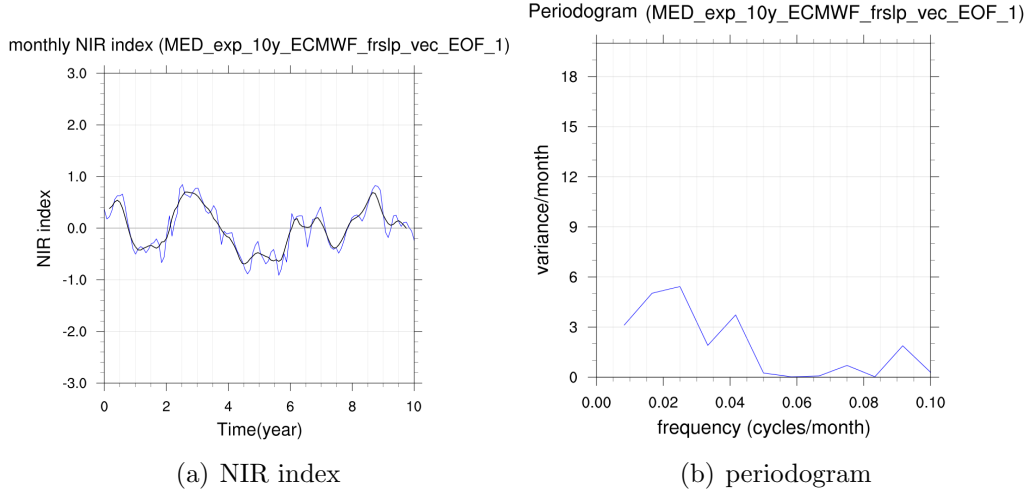 monthly NIR index (MED_exp_10y_ECMWF_frslp_vec_EOF_1)
3.0
2.0
1.0
0.0
-1.0
-2.0
-3.0
NIR index
0 2 4 6 8 10
Time(year)
(a) NIR index
Periodogram (MED_exp_10y_ECMWF_frslp_vec_EOF_1)
18
15
12
9
6
3
0
variance/month
0.00 0.02 0.04 0.06 0.08 0.10
frequency (cycles/month)
(b) periodogram